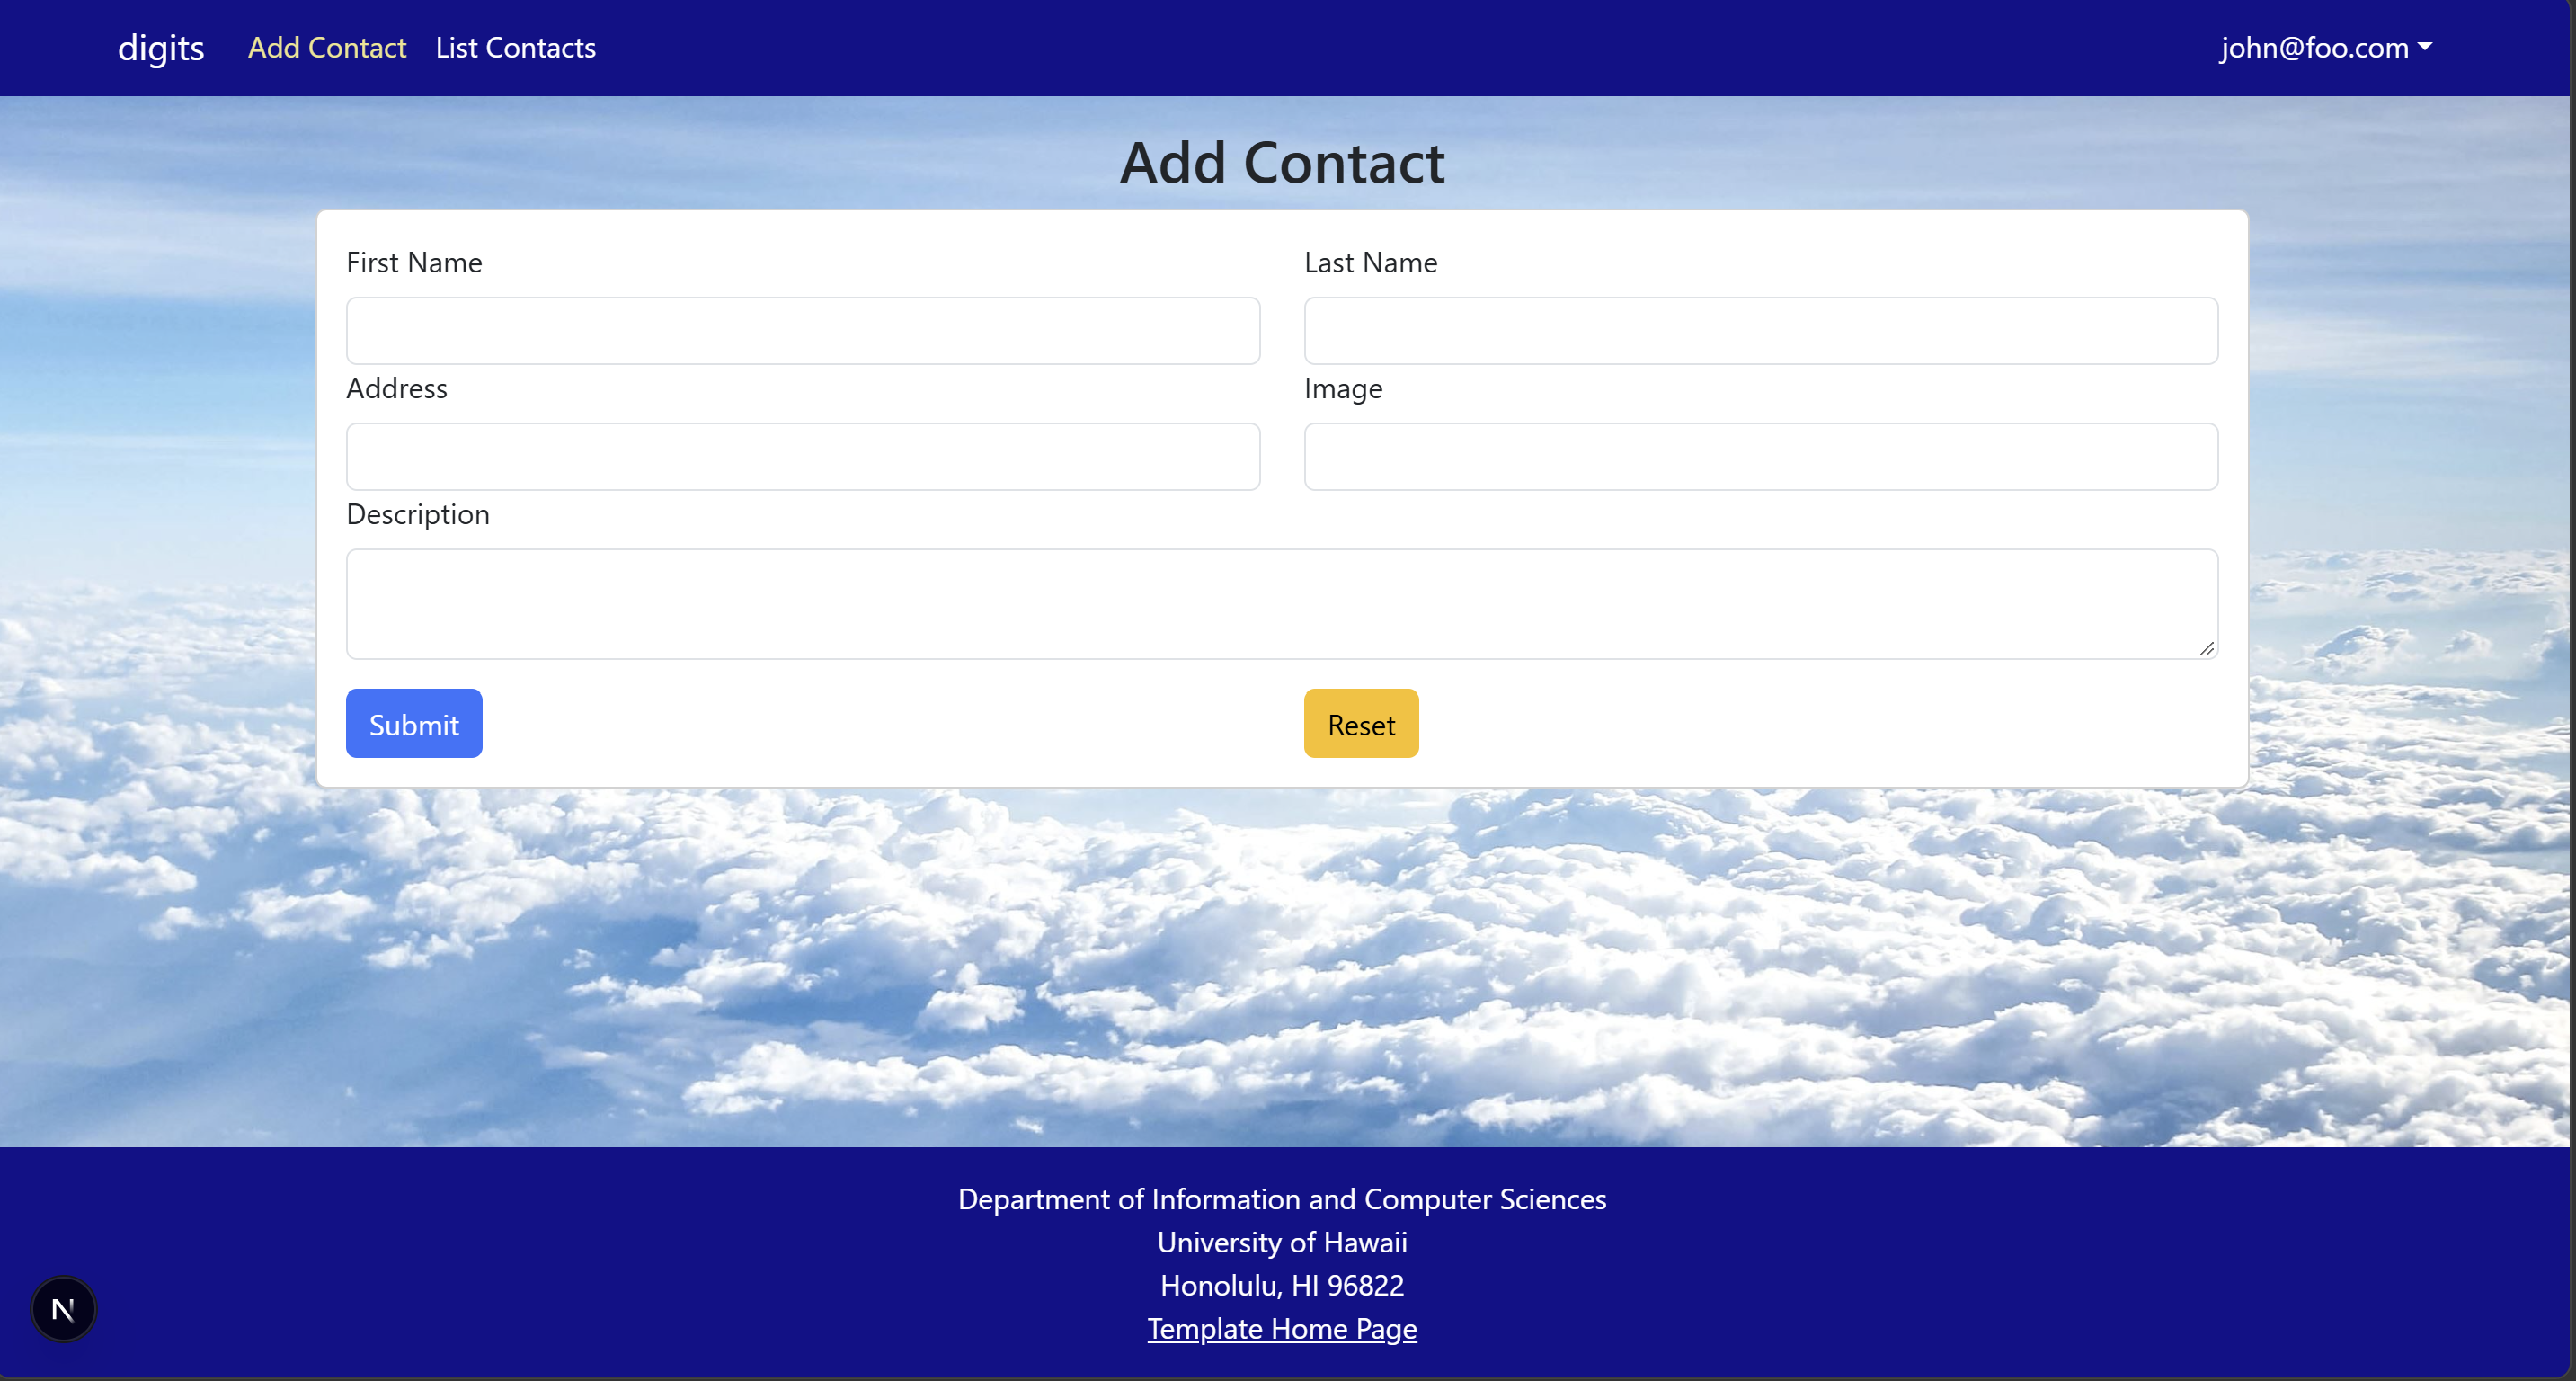 digits Add Contact List Contacts john@foo.com
Add Contact
First Name Last Name
Address Image
Description
Submit Reset
Department of Information and Computer Sciences
University of Hawaii
Honolulu, HI 96822
Template Home Page
N